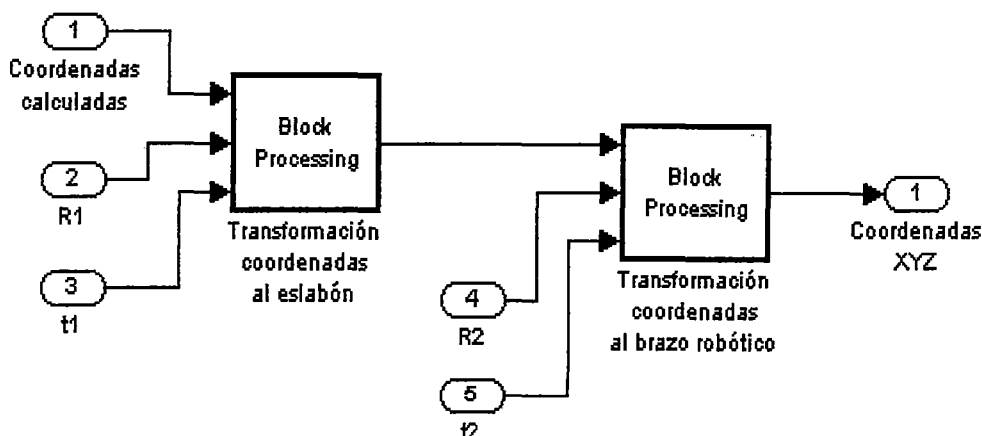 1
Coordenadas
calculadas
2
R1
3
t1
Block
Processing
Transformación
coordenadas
al eslabón
4
R2
5
t2
Block
Processing
Transformación
coordenadas
al brazo robótico
1
Coordenadas
XYZ